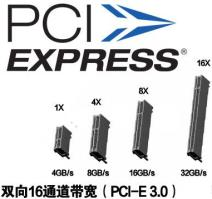 PCI
EXPRESS®
1X
4X
8X
16X
4GB/s
8GB/s
16GB/s
32GB/s
双向16通道带宽（PCI-E 3.0）